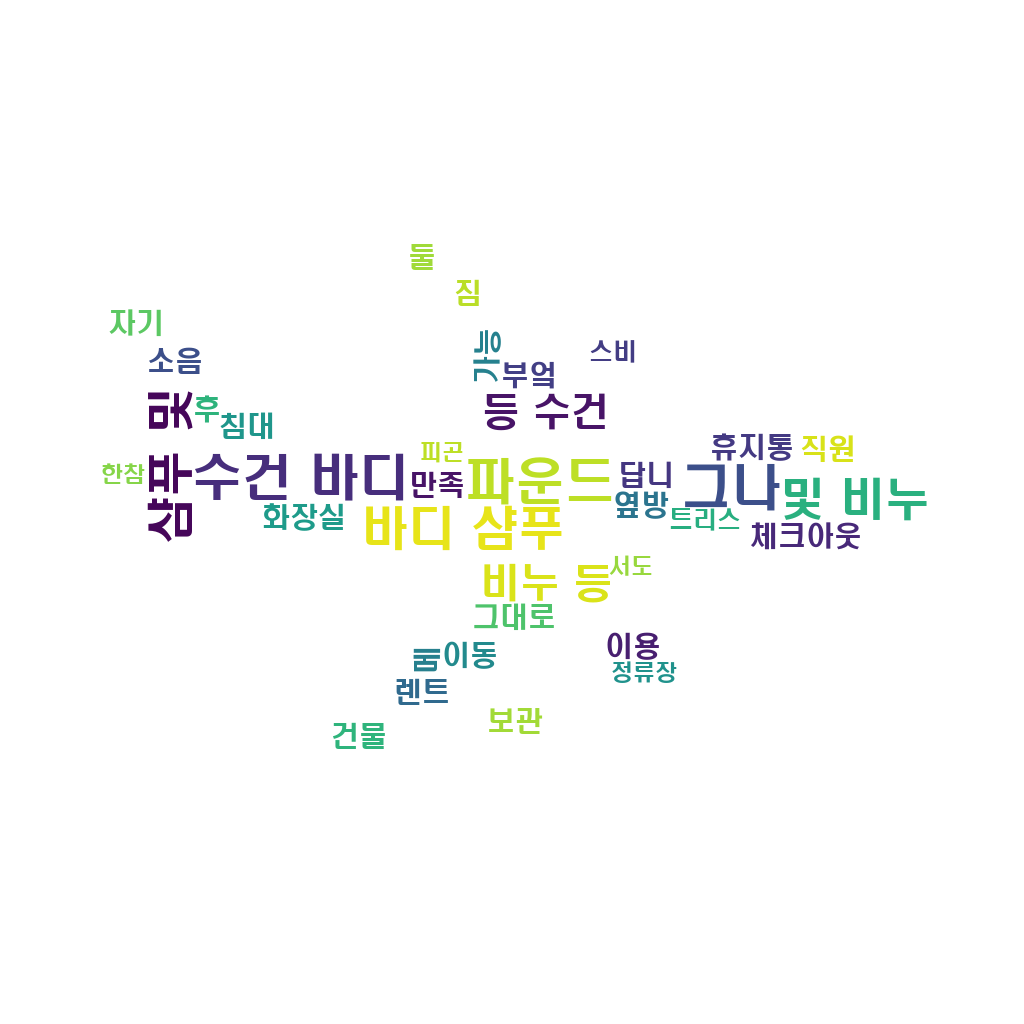 둘
짐
자기
가능
소음
스비
부엌
및
후
침대
등 수건
피곤
휴지통
직원
한참
샴푸
수건 바디
만족
파운드
답니
그나
및 비누
옆방
트리스
화장실
바디 샴푸
체크아웃
비누 등
서도
그대로
이용
룸
이동
정류장
렌트
보관
건물